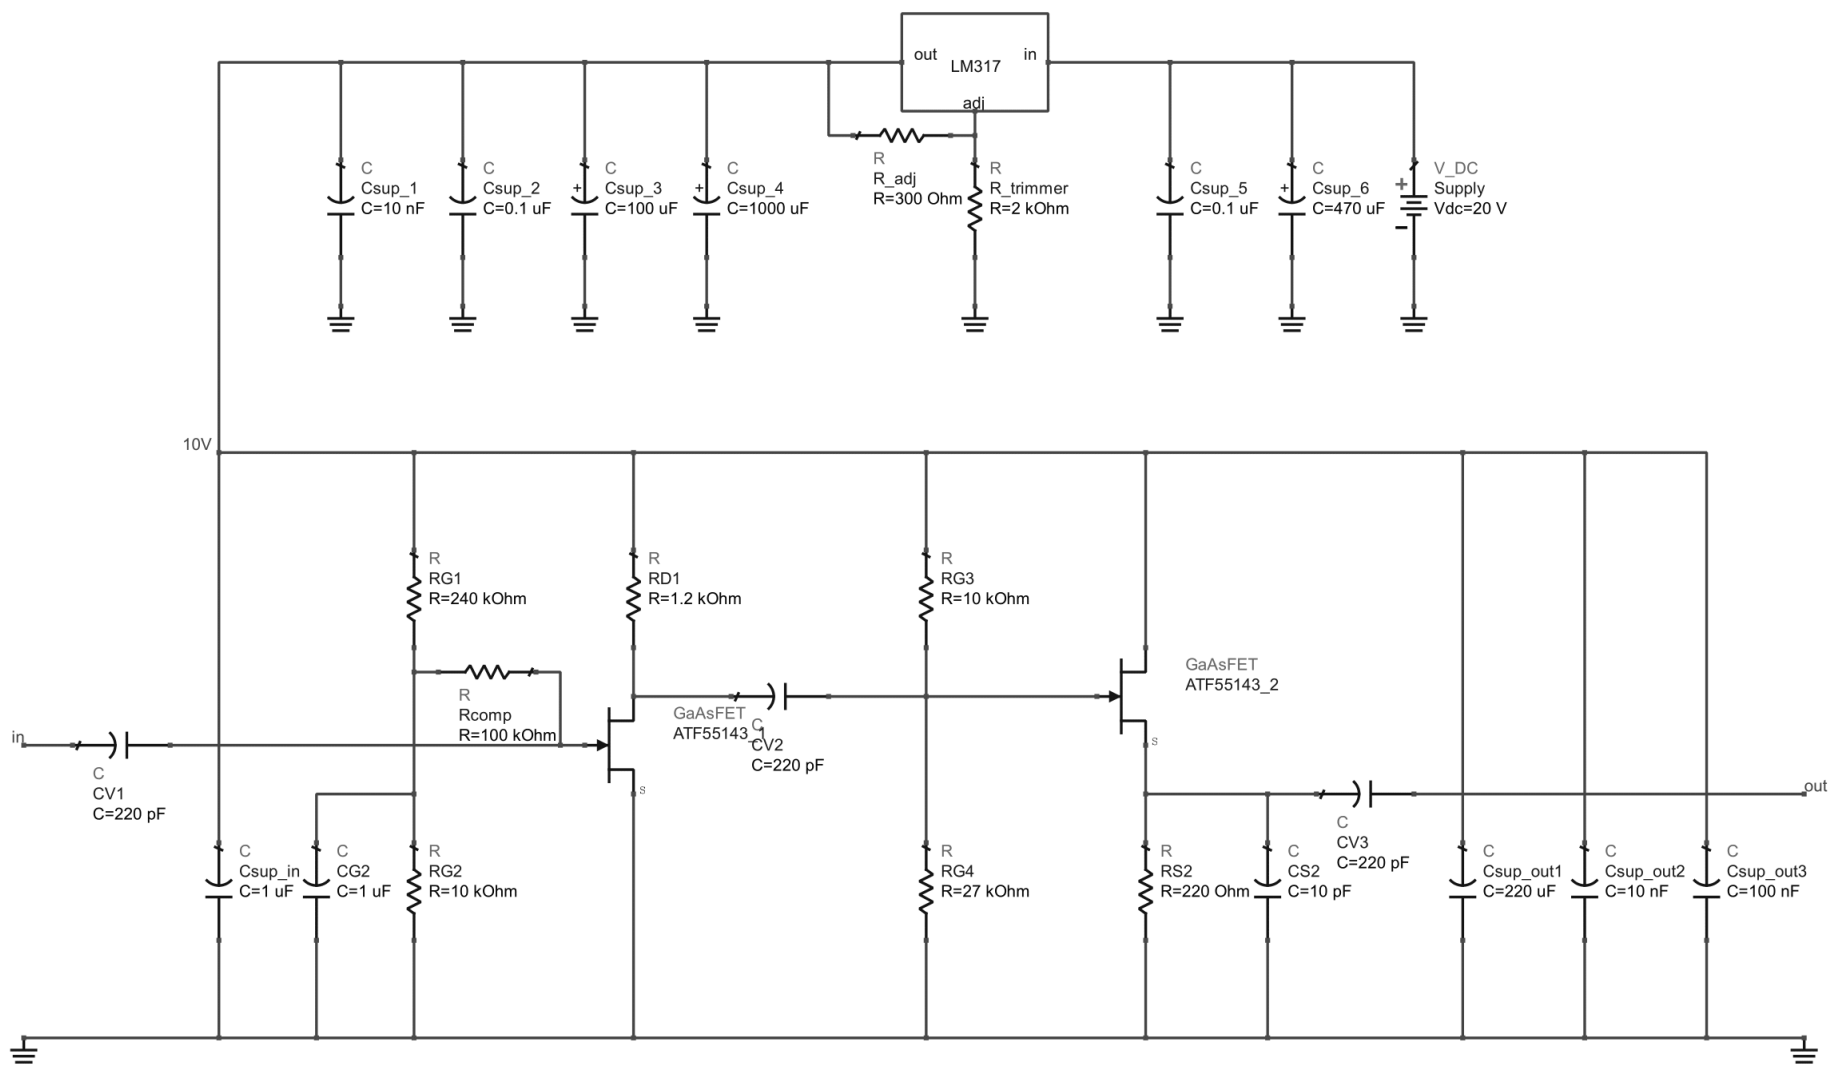 out
in
LM317
adj
C
Csup_1
C=10 nF
C
Csup_2
C=0.1 uF
+
C
Csup_3
C=100 uF
+
C
Csup_4
C=1000 uF
R
R_adj
R=300 Ohm
R
R_trimmer
R=2 kOhm
C
Csup_5
C=0.1 uF
+
C
Csup_6
C=470 uF
+
-
V_DC
Supply
Vdc=20 V
10V
R
RG1
R=240 kOhm
R
RD1
R=1.2 kOhm
R
RG3
R=10 kOhm
GaAsFET
ATF55143_2
R
Rcomp
R=100 kOhm
GaAsFET
ATF55143_1
C
CV2
C=220 pF
in
C
CV1
C=220 pF
s
s
out
C
CV3
C=220 pF
C
Csup_in
C=1 uF
C
CG2
C=1 uF
R
RG2
R=10 kOhm
R
RG4
R=27 kOhm
R
RS2
R=220 Ohm
C
CS2
C=10 pF
C
Csup_out1
C=220 uF
C
Csup_out2
C=10 nF
C
Csup_out3
C=100 nF